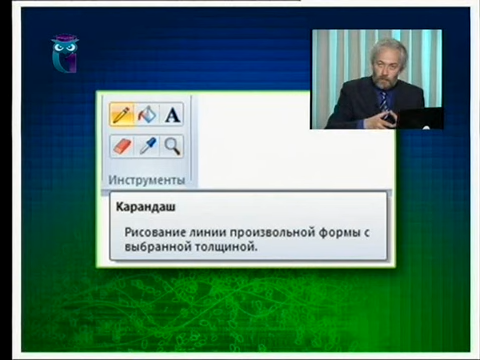 A
Инструменты
Карандаш
Рисование линии произвольной формы с
выбранной толщиной.